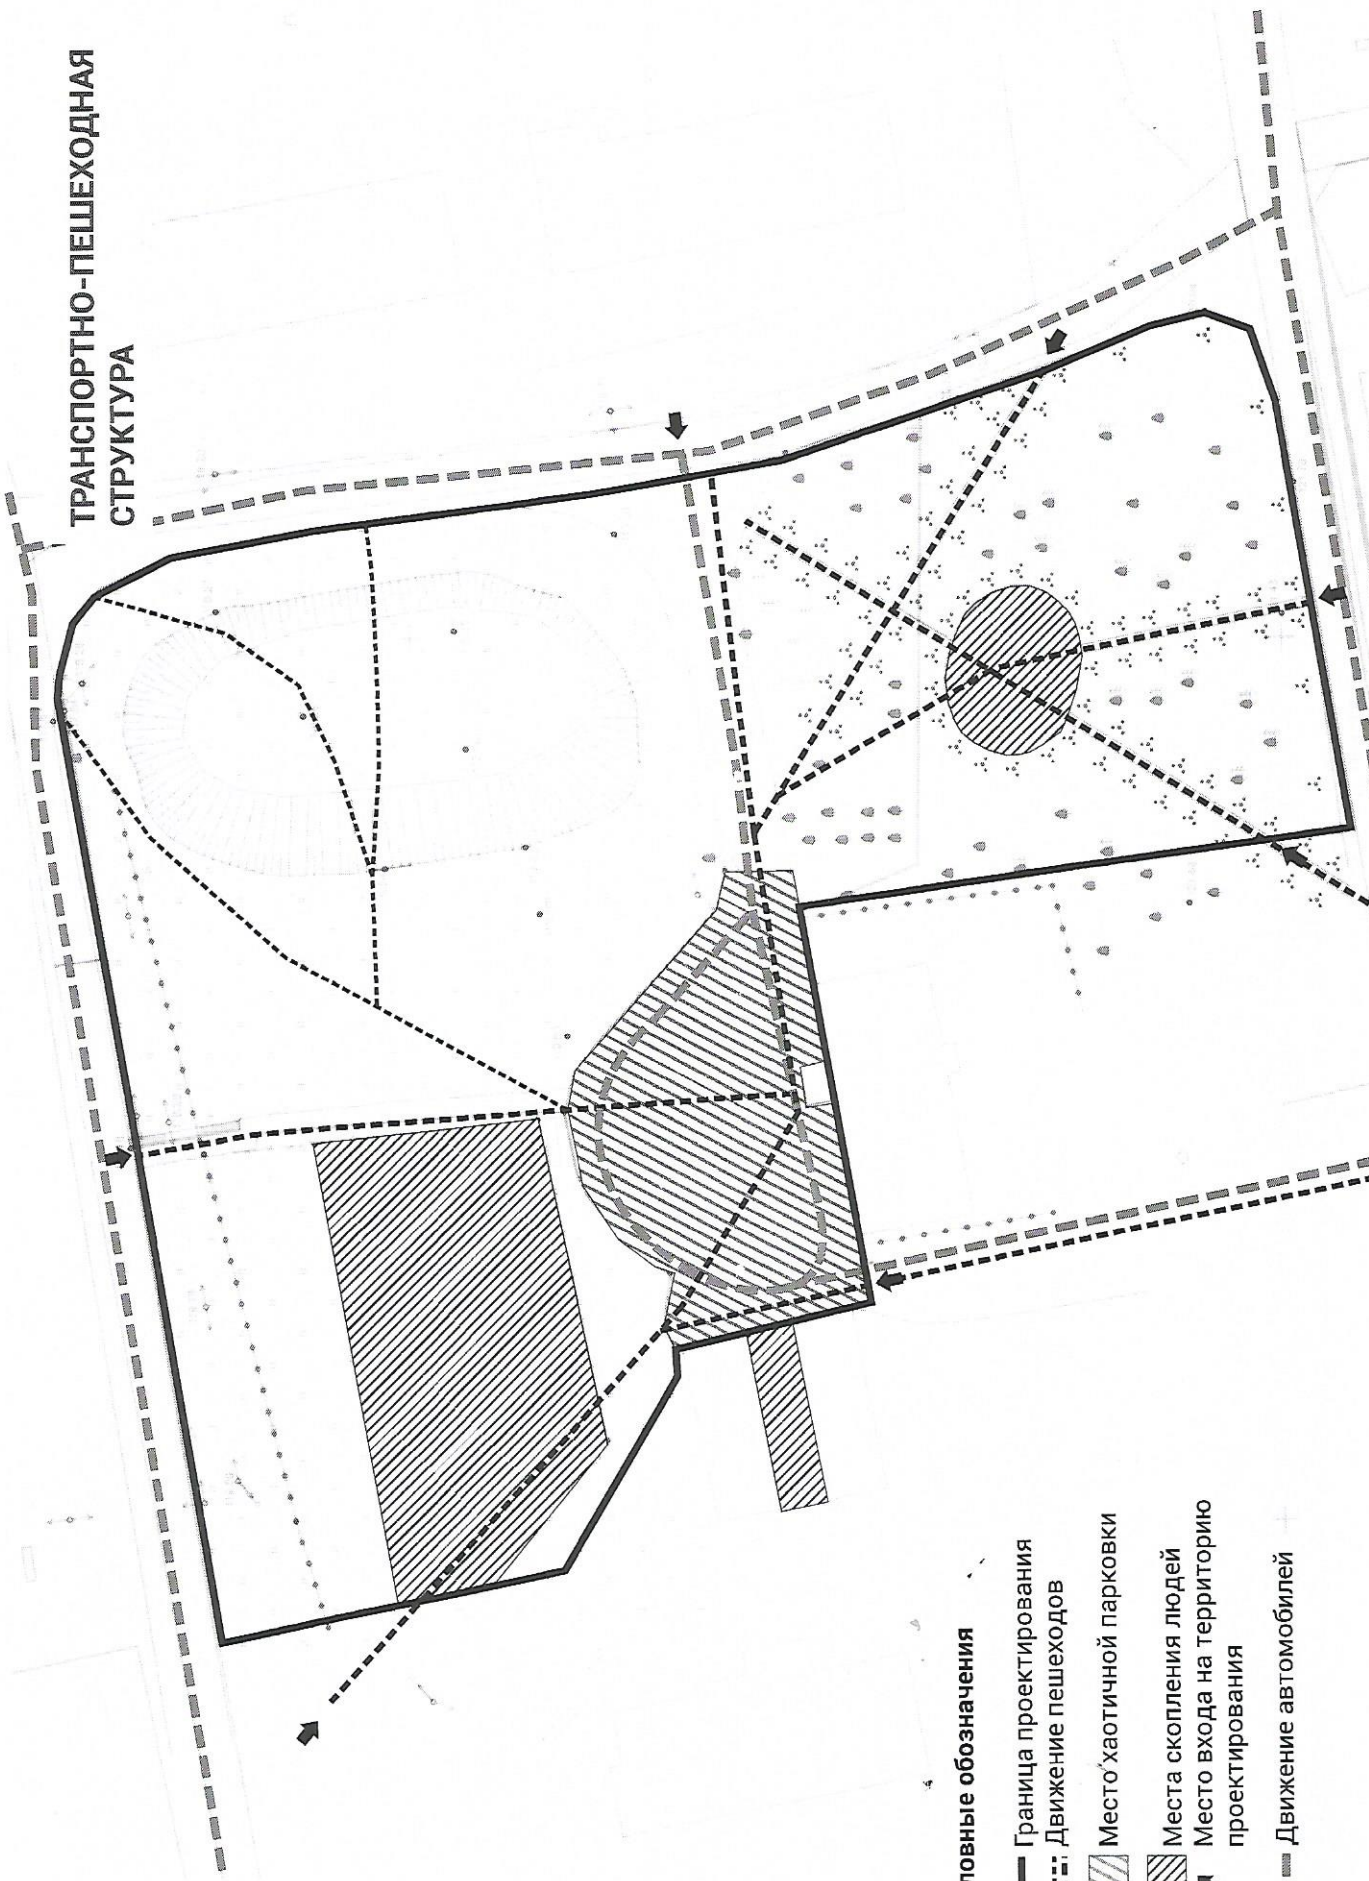 ТРАНСПОРТНО-ПЕШЕХОДНАЯ
СТРУКТУРА
ловные обозначения
Граница проектирования
Движение пешеходов
Место хаотичной парковки
Места скопления людей
Место входа на территорию
проектирования
Движение автомобилей